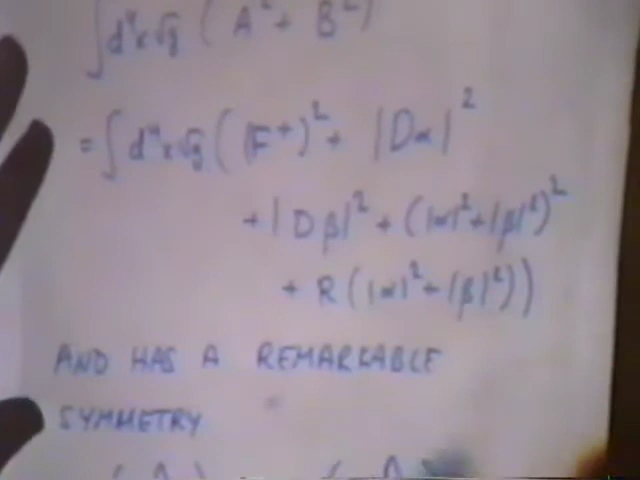 ∫d⁴x√g (A² + B²)
= ∫d⁴x√g ((F⁺)² + |Dα|²
+ |Dβ|² + (|α|² + |β|²)²
+ R(|α|² + |β|²))
AND HAS A REMARKABLE
SYMMETRY